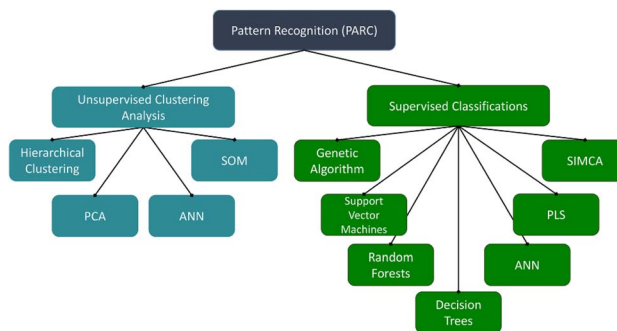 Pattern Recognition (PARC)
Unsupervised Clustering
Analysis
Supervised Classifications
Hierarchical
Clustering
SOM
PCA
ANN
Genetic
Algorithm
SIMCA
Support
Vector
Machines
PLS
Random
Forests
ANN
Decision
Trees